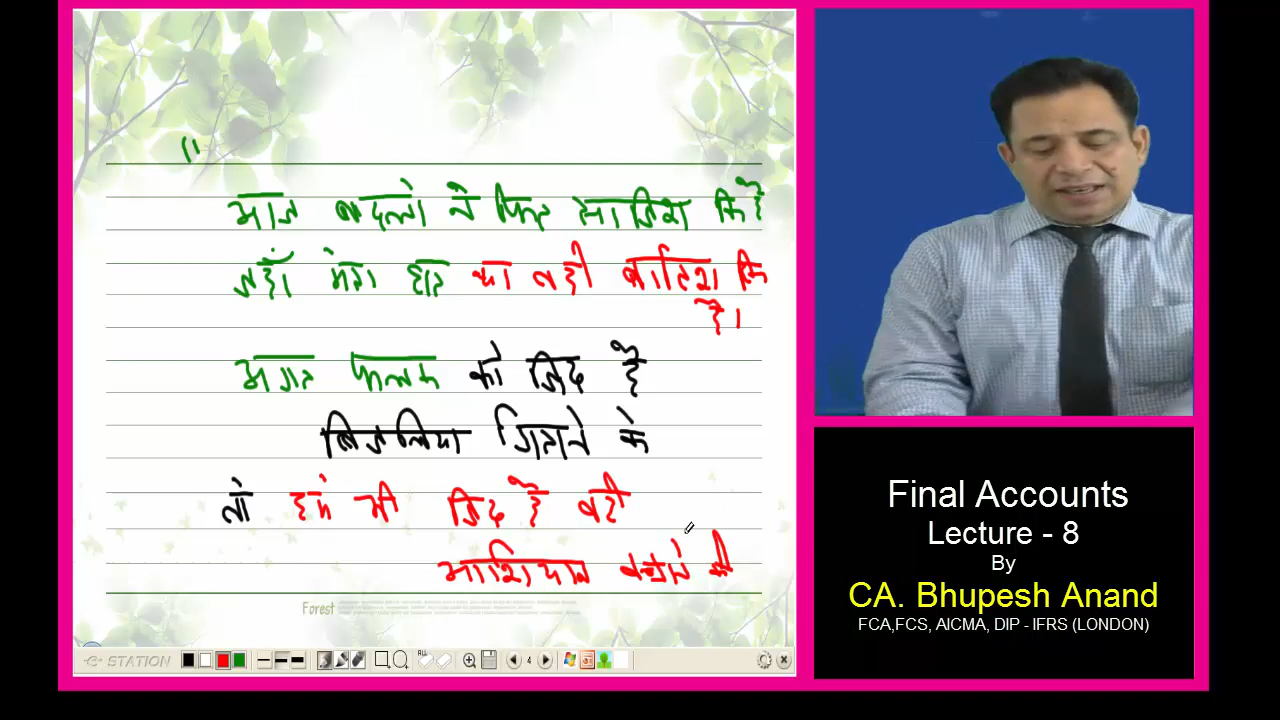 "
आज बादलो ने फिर साजिश कि है
जहाँ मेरा घर था वही बारिश कि
है।
अगर फलक को जिद है
बिजलिया गिराने के
तो हमे भी जिद है वही
आशियान बनाने की
Forest
e-STATION
4
Final Accounts
Lecture - 8
By
CA. Bhupesh Anand
FCA,FCS, AICMA, DIP - IFRS (LONDON)